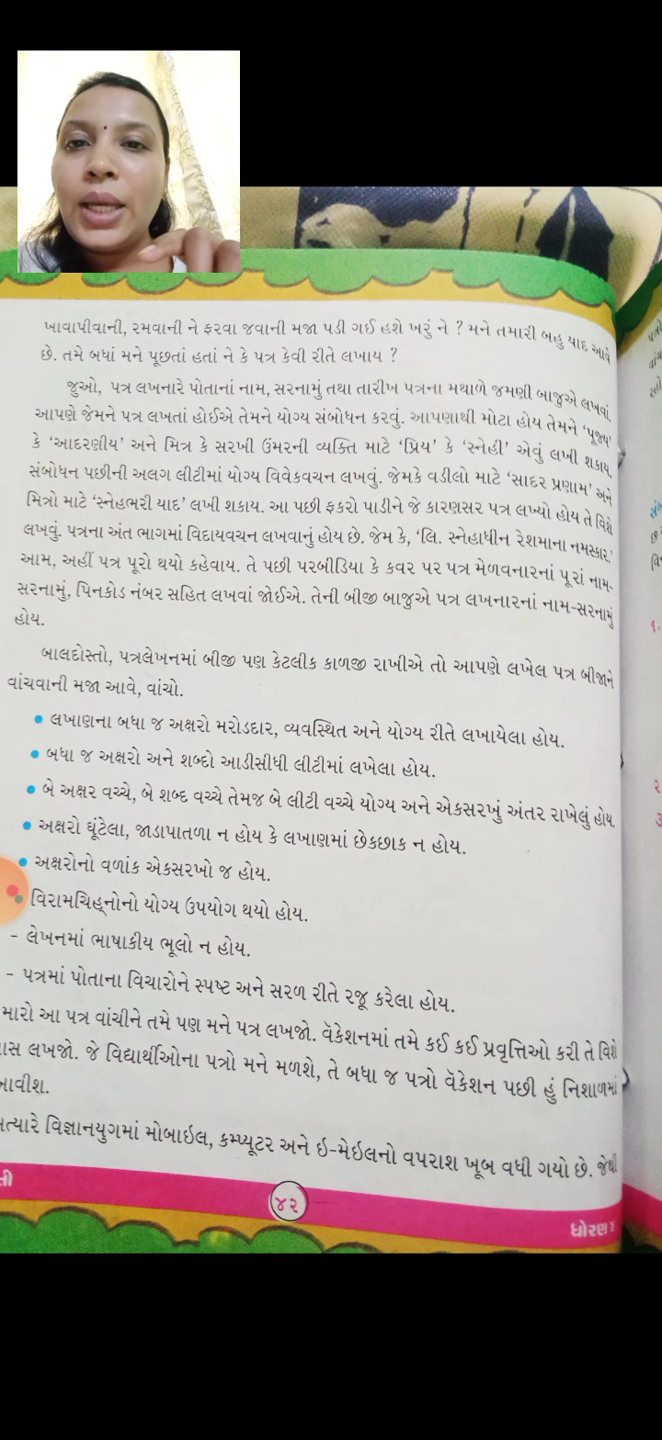 ખાવાપીવાની, રમવાની ને ફરવા જવાની મજા પડી ગઈ હશે ખરું ને ? મને તમારી બહુ યાદ આવે
છે. તમે બધાં મને પૂછતાં હતાં ને કે પત્ર કેવી રીતે લખાય ?
જુઓ, પત્ર લખનારે પોતાનાં નામ, સરનામું તથા તારીખ પત્રના મથાળે જમણી બાજુએ લખવાં.
આપણે જેમને પત્ર લખતાં હોઈએ તેમને યોગ્ય સંબોધન કરવું. આપણાથી મોટા હોય તેમને ‘પૂજ્ય’
કે ‘આદરણીય’ અને મિત્ર કે સરખી ઉંમરની વ્યક્તિ માટે ‘પ્રિય’ કે ‘સ્નેહી’ એવું લખી શકાય.
સંબોધન પછીની અલગ લીટીમાં યોગ્ય વિવેકવચન લખવું. જેમકે વડીલો માટે ‘સાદર પ્રણામ’ અને
મિત્રો માટે ‘સ્નેહભરી યાદ’ લખી શકાય. આ પછી ફકરો પાડીને જે કારણસર પત્ર લખ્યો હોય તે વિશે
લખવું. પત્રના અંત ભાગમાં વિદાયવચન લખવાનું હોય છે. જેમ કે, ‘લિ. સ્નેહાધીન રેશમાના નમસ્કાર.’
આમ, અહીં પત્ર પૂરો થયો કહેવાય. તે પછી પરબીડિયા કે કવર પર પત્ર મેળવનારનાં પૂરાં નામ-
સરનામું, પિનકોડ નંબર સહિત લખવાં જોઈએ. તેની બીજી બાજુએ પત્ર લખનારનાં નામ-સરનામું
હોય.
બાલદોસ્તો, પત્રલેખનમાં બીજી પણ કેટલીક કાળજી રાખીએ તો આપણે લખેલ પત્ર બીજાને
વાંચવાની મજા આવે, વાંચો.
• લખાણના બધા જ અક્ષરો મરોડદાર, વ્યવસ્થિત અને યોગ્ય રીતે લખાયેલા હોય.
• બધા જ અક્ષરો અને શબ્દો આડીસીધી લીટીમાં લખેલા હોય.
• બે અક્ષર વચ્ચે, બે શબ્દ વચ્ચે તેમજ બે લીટી વચ્ચે યોગ્ય અને એકસરખું અંતર રાખેલું હોય.
• અક્ષરો ઘૂંટેલા, જાડાપાતળા ન હોય કે લખાણમાં છેકછાક ન હોય.
• અક્ષરોનો વળાંક એકસરખો જ હોય.
• વિરામચિહ્નોનો યોગ્ય ઉપયોગ થયો હોય.
- લેખનમાં ભાષાકીય ભૂલો ન હોય.
- પત્રમાં પોતાના વિચારોને સ્પષ્ટ અને સરળ રીતે રજૂ કરેલા હોય.
મારો આ પત્ર વાંચીને તમે પણ મને પત્ર લખજો. વૅકેશનમાં તમે કઈ કઈ પ્રવૃત્તિઓ કરી તે વિશે
લખજો. જે વિદ્યાર્થીઓના પત્રો મને મળશે, તે બધા જ પત્રો વૅકેશન પછી હું નિશાળમાં
વિજ્ઞાનયુગમાં મોબાઇલ, કમ્પ્યૂટર અને ઇ-મેઇલનો વપરાશ ખૂબ વધી ગયો છે. જેથી
૪૨
ધોરણ ૪